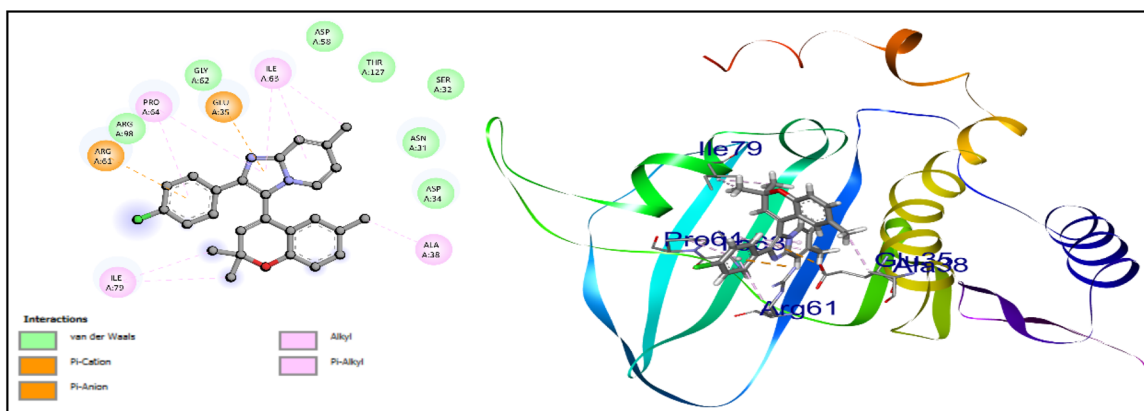 ASP
A:58
THR
A:127
SER
A:32
GLY
A:62
ILE
A:63
GLU
A:35
PRO
A:64
ARG
A:98
ARG
A:61
ASN
A:31
ASP
A:34
ALA
A:38
ILE
A:79
Interactions
van der Waals
Pi-Cation
Pi-Anion
Alkyl
Pi-Alkyl
Ile79
Glu35
Ala38
Arg61